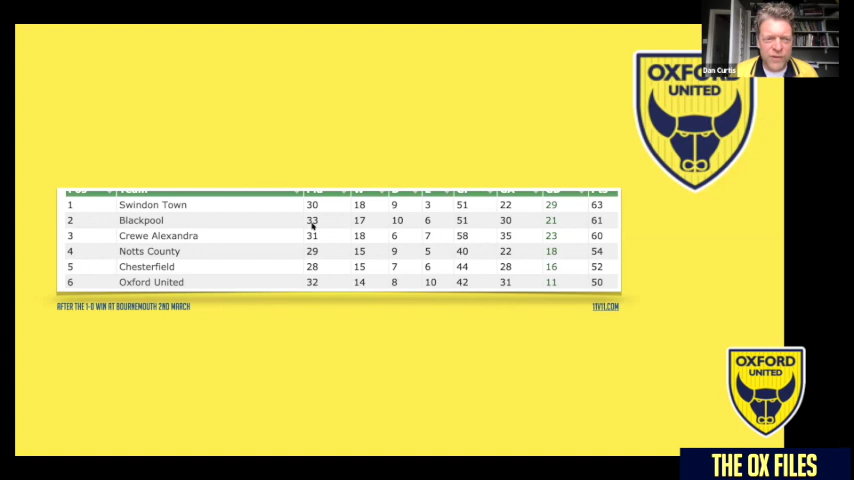 Dan Curtis
OXFORD
UNITED
1 Swindon Town 30 18 9 3 51 22 29 63
2 Blackpool 33 17 10 6 51 30 21 61
3 Crewe Alexandra 31 18 6 7 58 35 23 60
4 Notts County 29 15 9 5 40 22 18 54
5 Chesterfield 28 15 7 6 44 28 16 52
6 Oxford United 32 14 8 10 42 31 11 50
AFTER THE 1-0 WIN AT BOURNEMOUTH 2ND MARCH
11V11.COM
OXFORD
UNITED
THE OX FILES